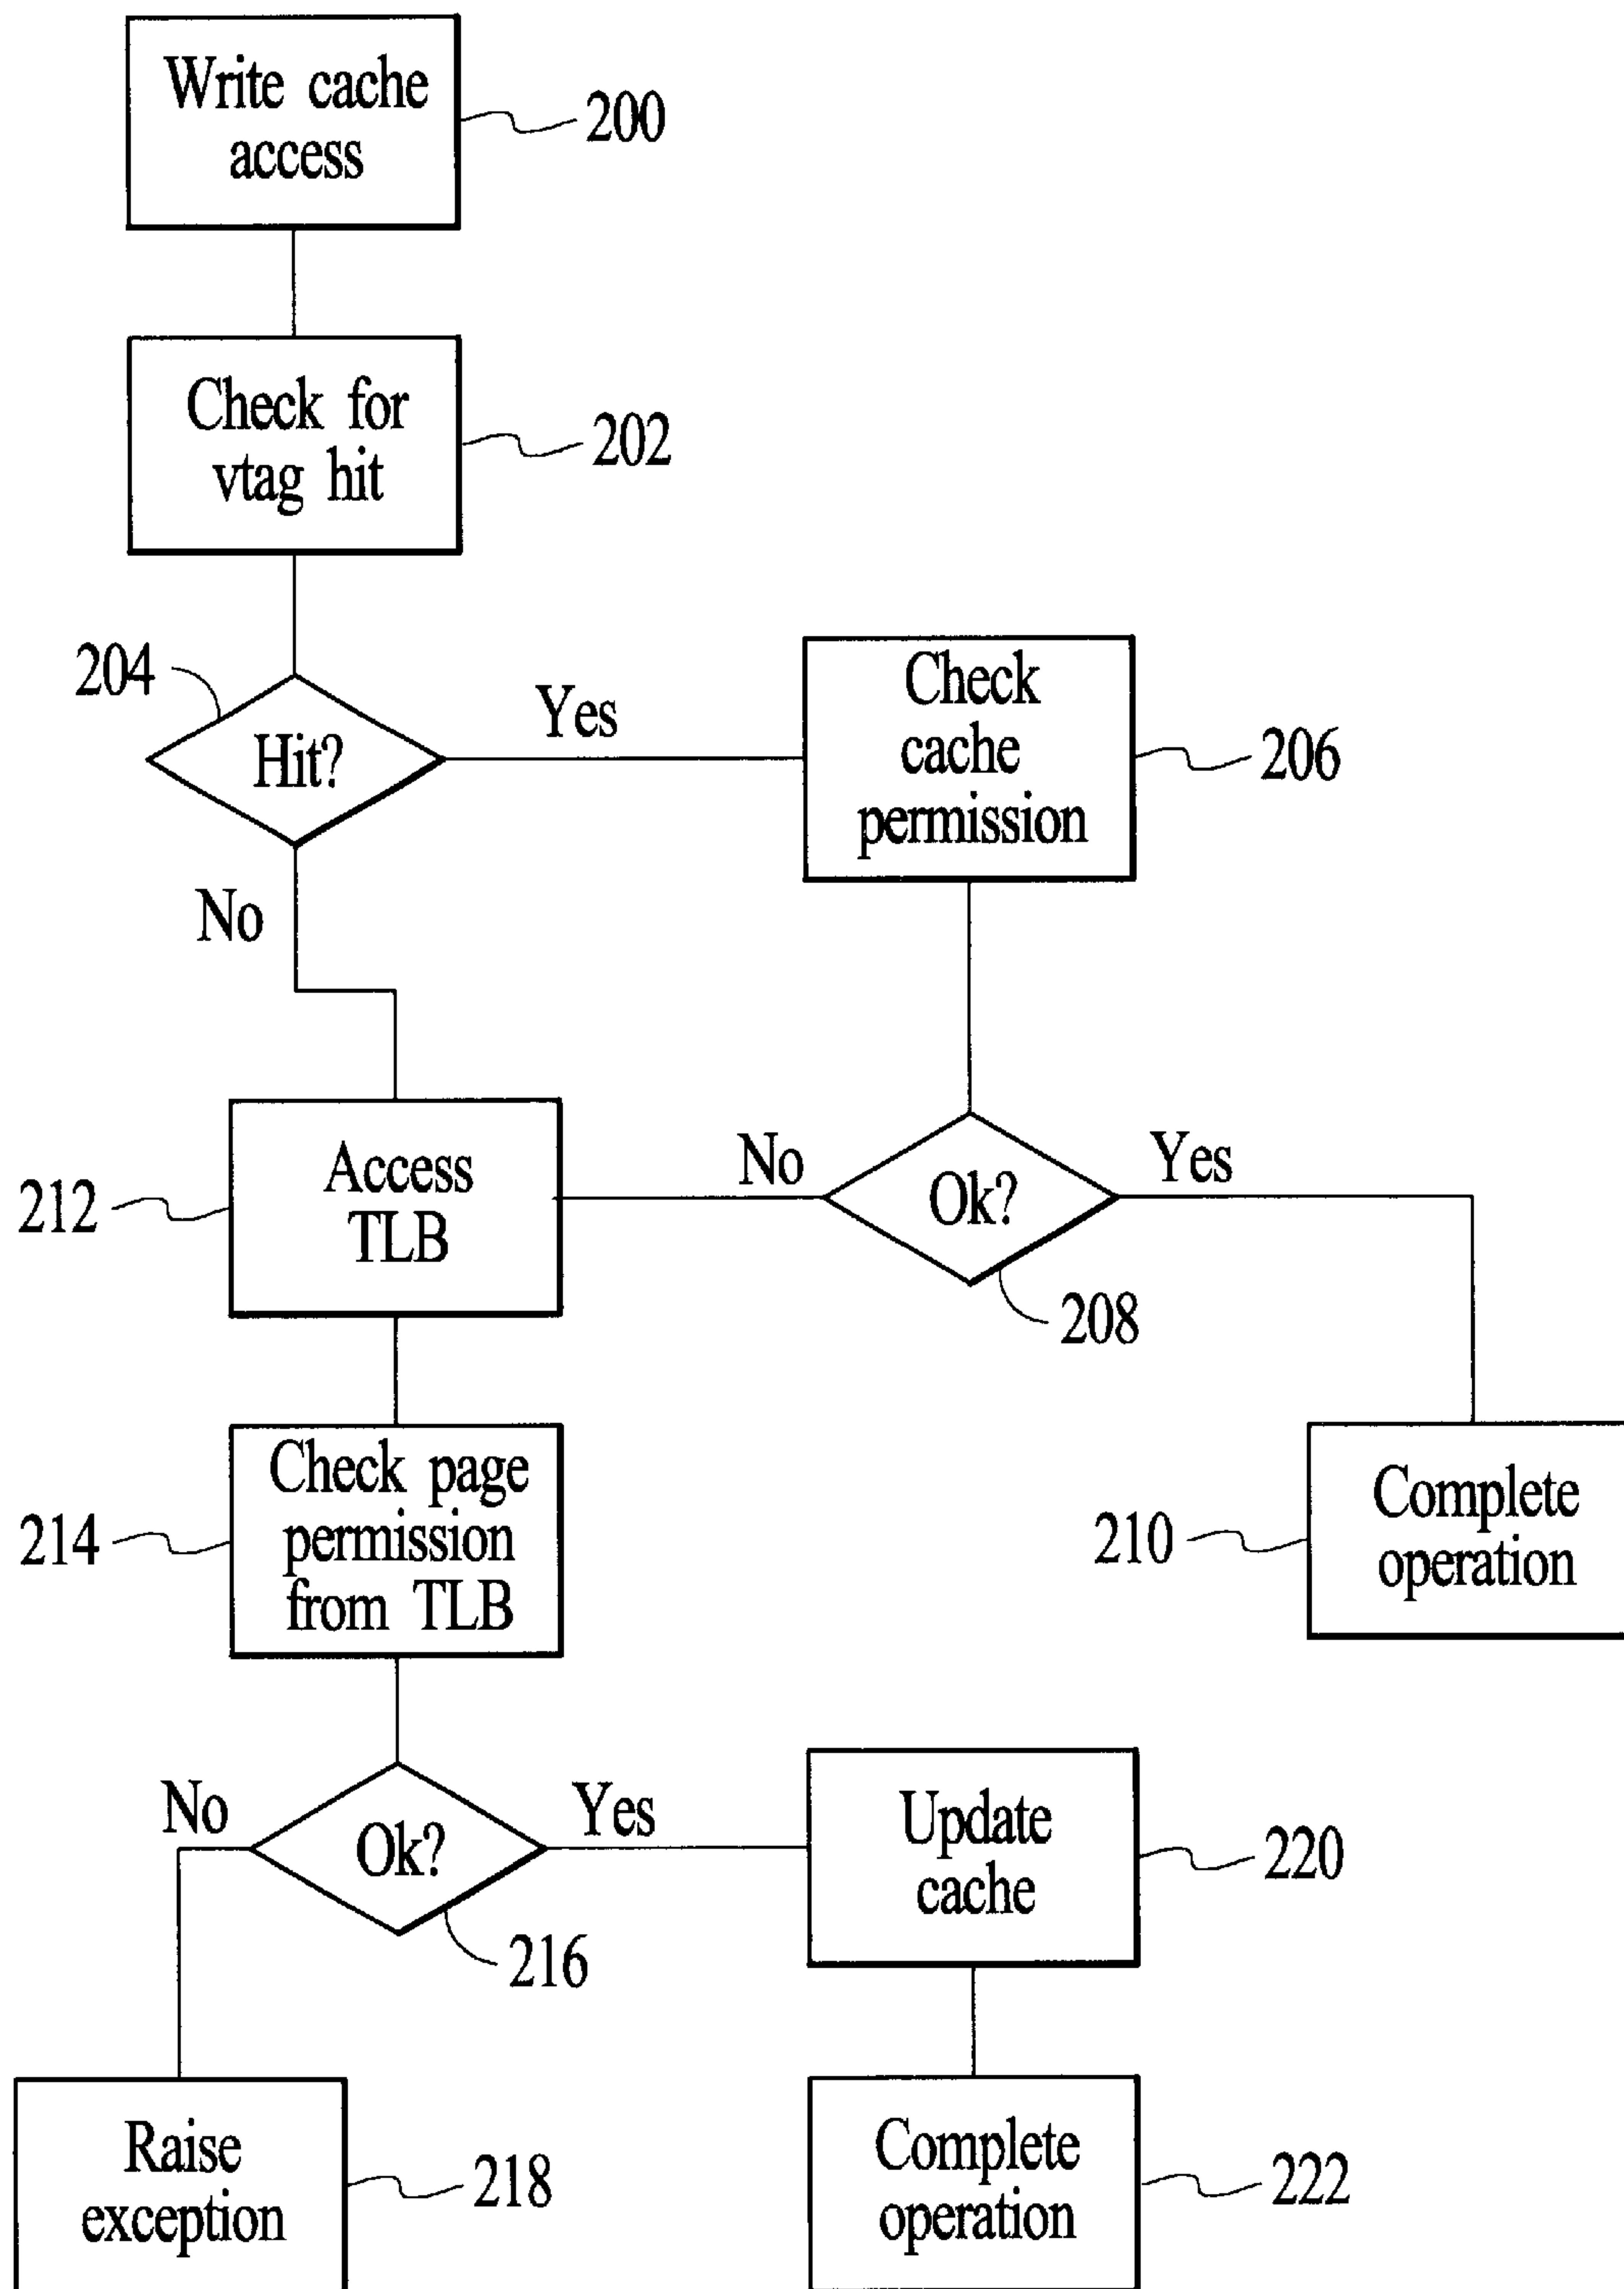 Write cache
access
200
Check for
vtag hit
202
204
Hit?
Yes
No
Check
cache
permission
206
Access
TLB
212
No
Ok?
Yes
208
Check page
permission
from TLB
214
Complete
operation
210
No
Ok?
Yes
216
Update
cache
220
Raise
exception
218
Complete
operation
222